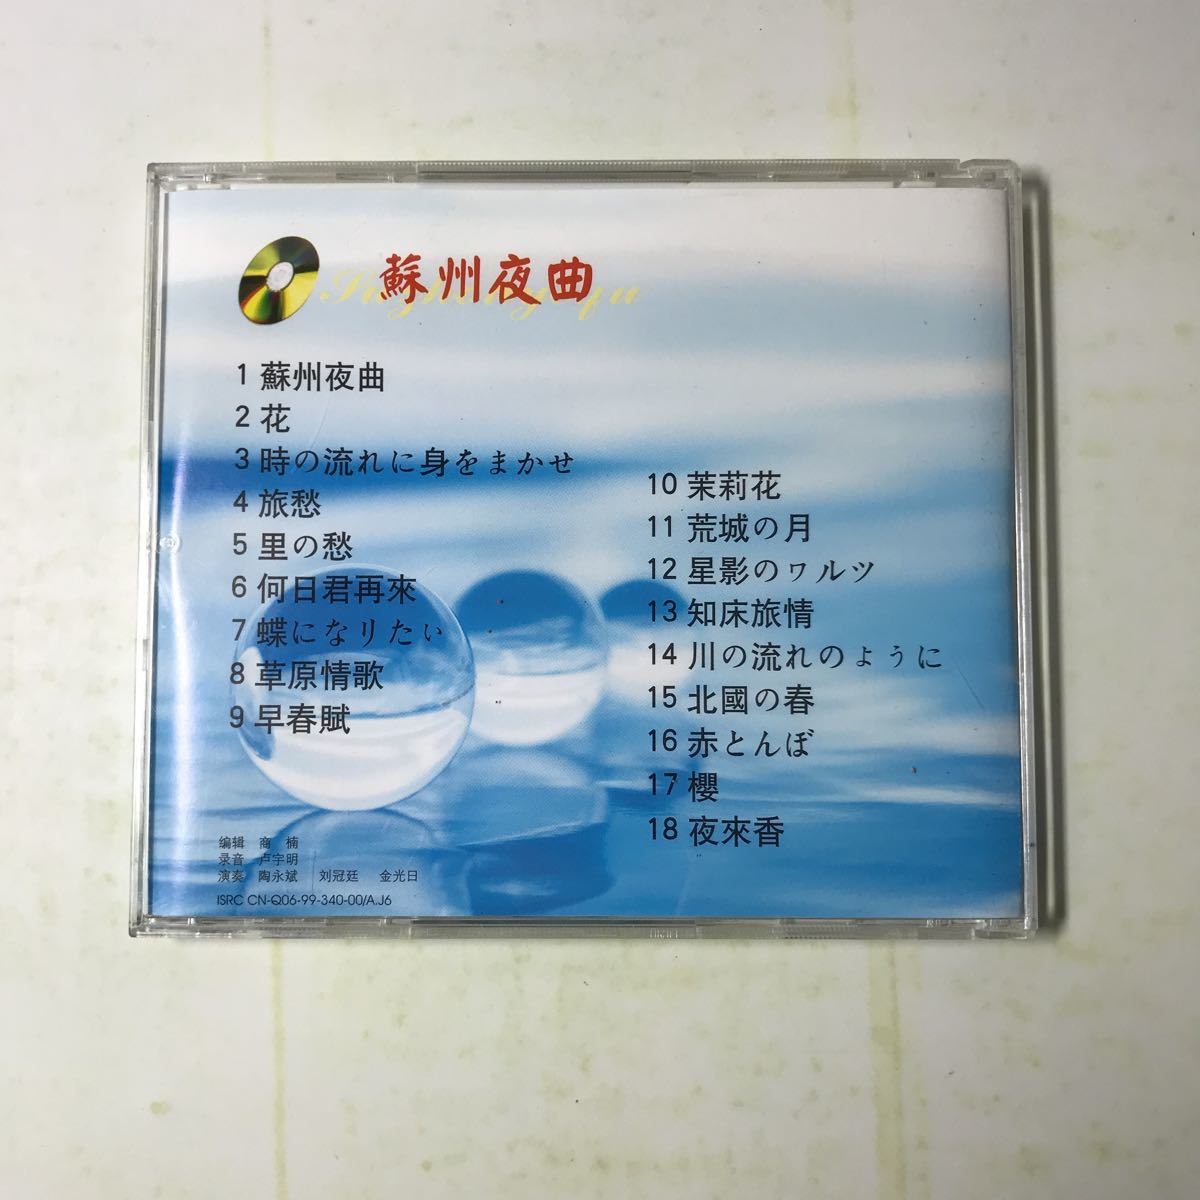 蘇州夜曲
1 蘇州夜曲
2 花
3 時の流れに身をまかせ
4 旅愁
5 里の愁
6 何日君再來
7 蝶になリたい
8 草原情歌
9 早春賦
10 茉莉花
11 荒城の月
12 星影のヮルツ
13 知床旅情
14 川の流れのょうに
15 北國の春
16 赤とんぼ
17 櫻
18 夜來香
编辑 商 楠
录音 卢宇明
演奏 陶永斌 刘冠廷 金光日
ISRC CN-Q06-99-340-00/A.J6